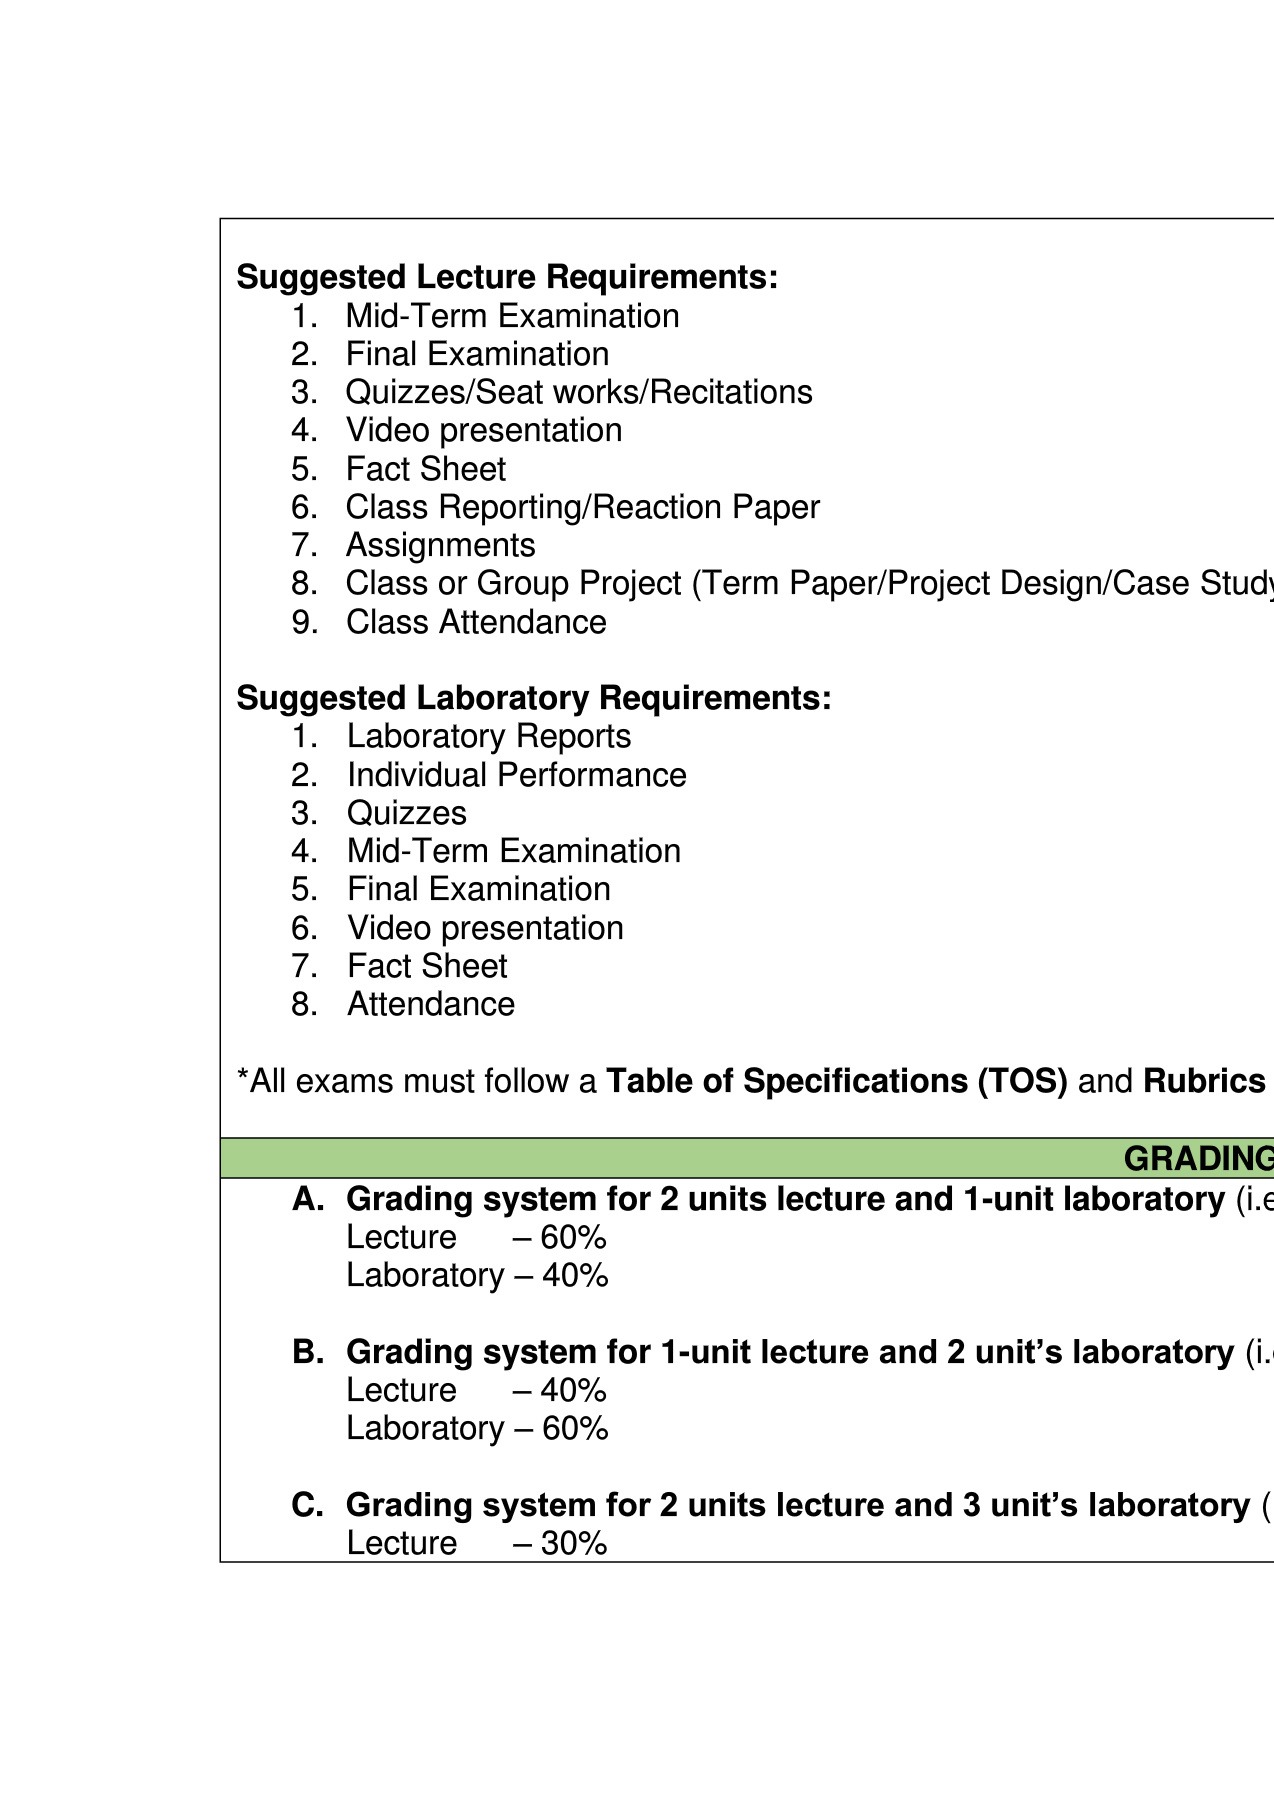 Suggested Lecture Requirements:
1. Mid-Term Examination
2. Final Examination
3. Quizzes/Seat works/Recitations
4. Video presentation
5. Fact Sheet
6. Class Reporting/Reaction Paper
7. Assignments
8. Class or Group Project (Term Paper/Project Design/Case Study
9. Class Attendance
Suggested Laboratory Requirements:
1. Laboratory Reports
2. Individual Performance
3. Quizzes
4. Mid-Term Examination
5. Final Examination
6. Video presentation
7. Fact Sheet
8. Attendance
*All exams must follow a Table of Specifications (TOS) and Rubrics
GRADING
A. Grading system for 2 units lecture and 1-unit laboratory (i.e
Lecture – 60%
Laboratory – 40%
B. Grading system for 1-unit lecture and 2 unit’s laboratory (i.
Lecture – 40%
Laboratory – 60%
C. Grading system for 2 units lecture and 3 unit’s laboratory (
Lecture – 30%